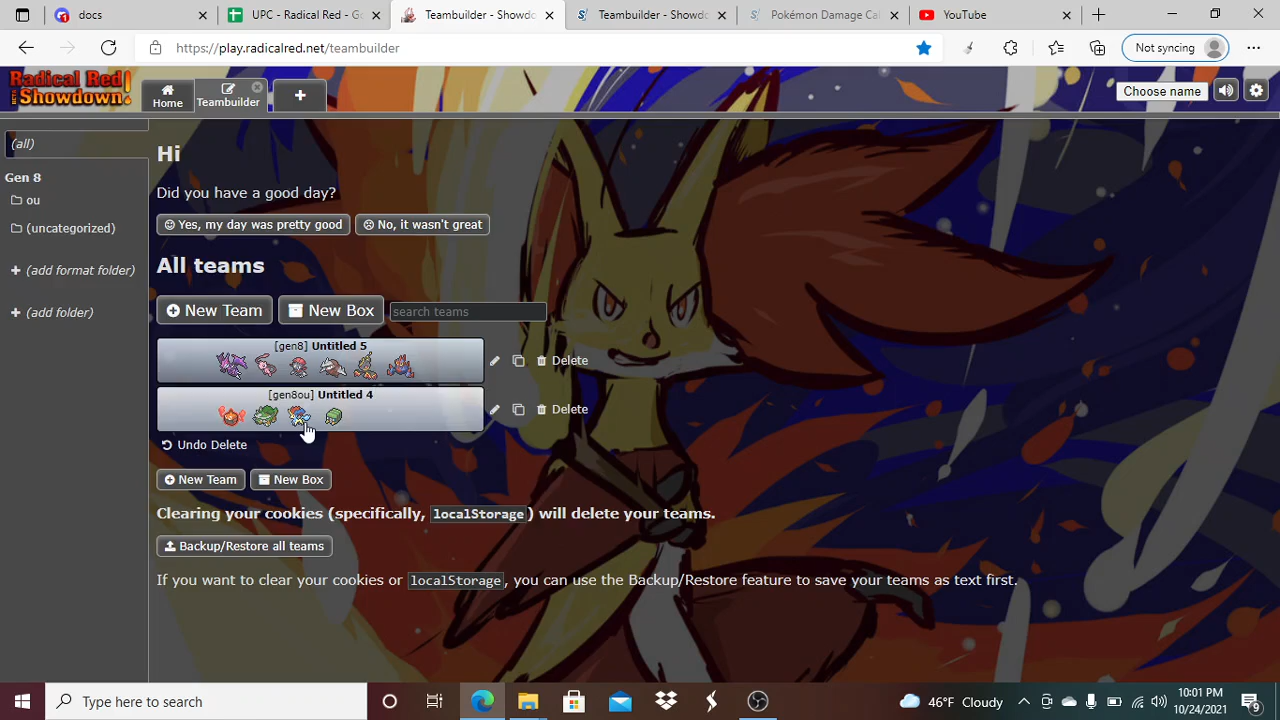 docs
UPC - Radical Red - G
Teambuilder - Showdo
Teambuilder - Showdo
Pokémon Damage Cal
YouTube
https://play.radicalred.net/teambuilder
Not syncing
Radical Red
Showdown!
Home
Teambuilder
Choose name
(all)
Gen 8
ou
(uncategorized)
(add format folder)
(add folder)
Hi
Did you have a good day?
Yes, my day was pretty good
No, it wasn't great
All teams
New Team
New Box
search teams
[gen8] Untitled 5
Delete
[gen8ou] Untitled 4
Delete
Undo Delete
New Team
New Box
Clearing your cookies (specifically, localStorage) will delete your teams.
Backup/Restore all teams
If you want to clear your cookies or localStorage, you can use the Backup/Restore feature to save your teams as text first.
Type here to search
46°F Cloudy
10:01 PM
10/24/2021
9